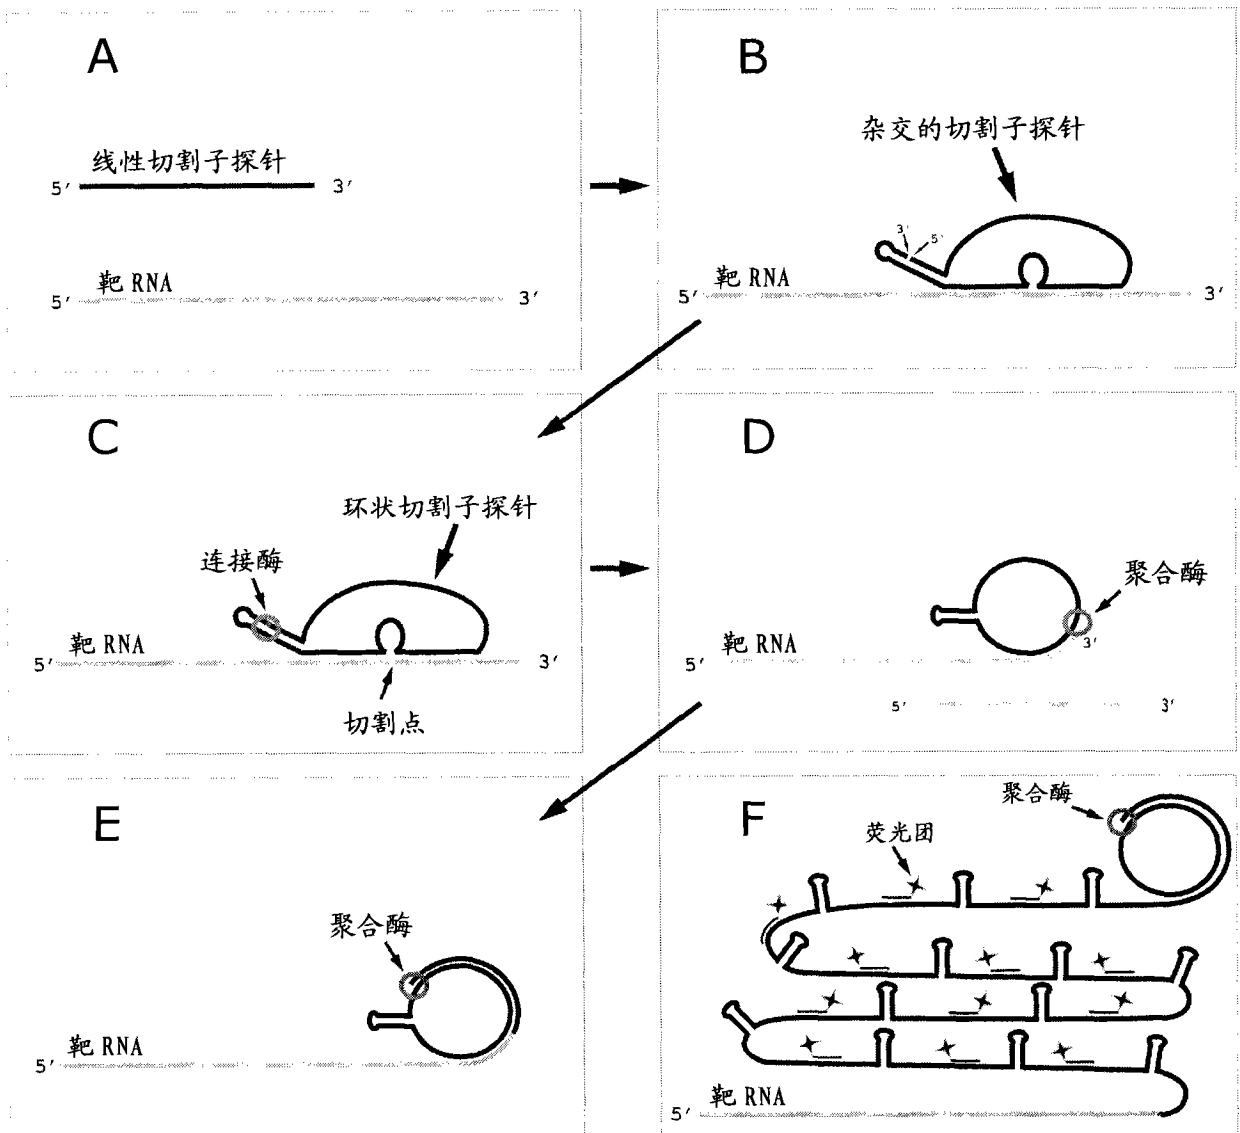 A
线性切割子探针
5′ 3′
靶 RNA
5′ 3′
B
杂交的切割子探针
3′ 5′
靶 RNA
5′ 3′
C
环状切割子探针
连接酶
靶 RNA
5′ 3′
切割点
D
聚合酶
靶 RNA
3′
5′
5′ 3′
E
聚合酶
靶 RNA
5′
F
聚合酶
荧光团
靶 RNA
5′